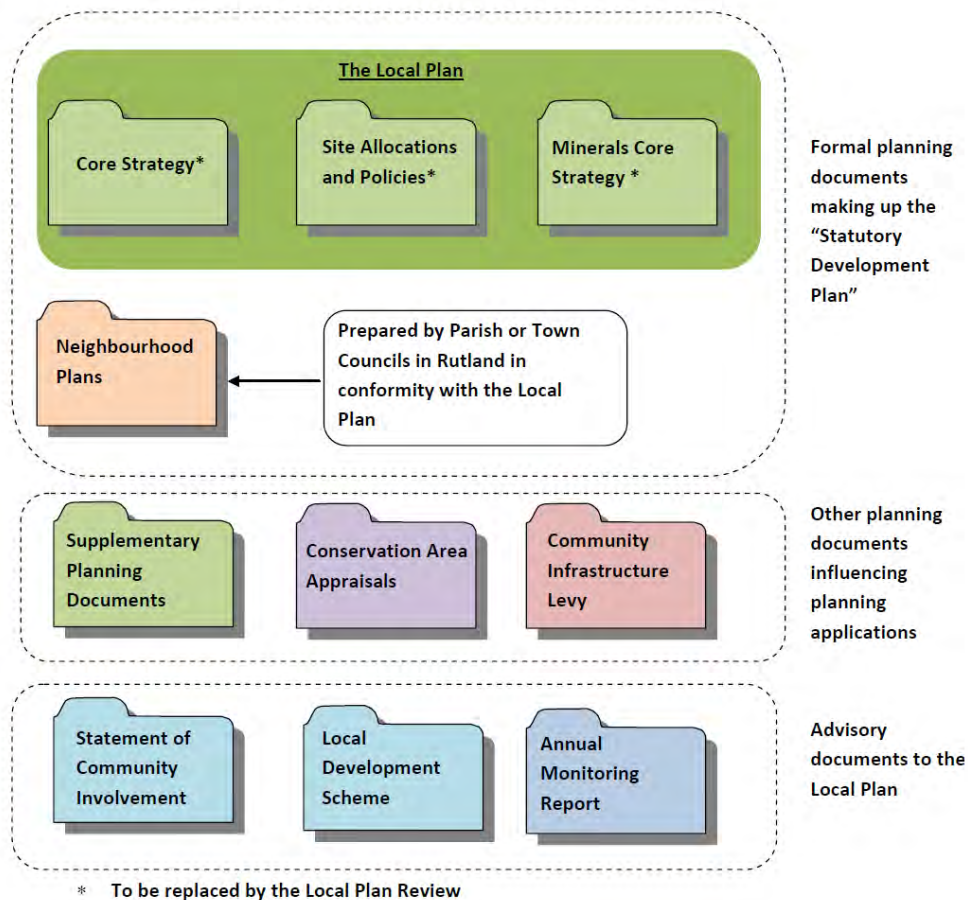 The Local Plan
Core Strategy*
Site Allocations
and Policies*
Minerals Core
Strategy *
Formal planning
documents
making up the
“Statutory
Development
Plan”
Neighbourhood
Plans
Prepared by Parish or Town
Councils in Rutland in
conformity with the Local
Plan
Supplementary
Planning
Documents
Conservation Area
Appraisals
Community
Infrastructure
Levy
Other planning
documents
influencing
planning
applications
Statement of
Community
Involvement
Local
Development
Scheme
Annual
Monitoring
Report
Advisory
documents to the
Local Plan
* To be replaced by the Local Plan Review